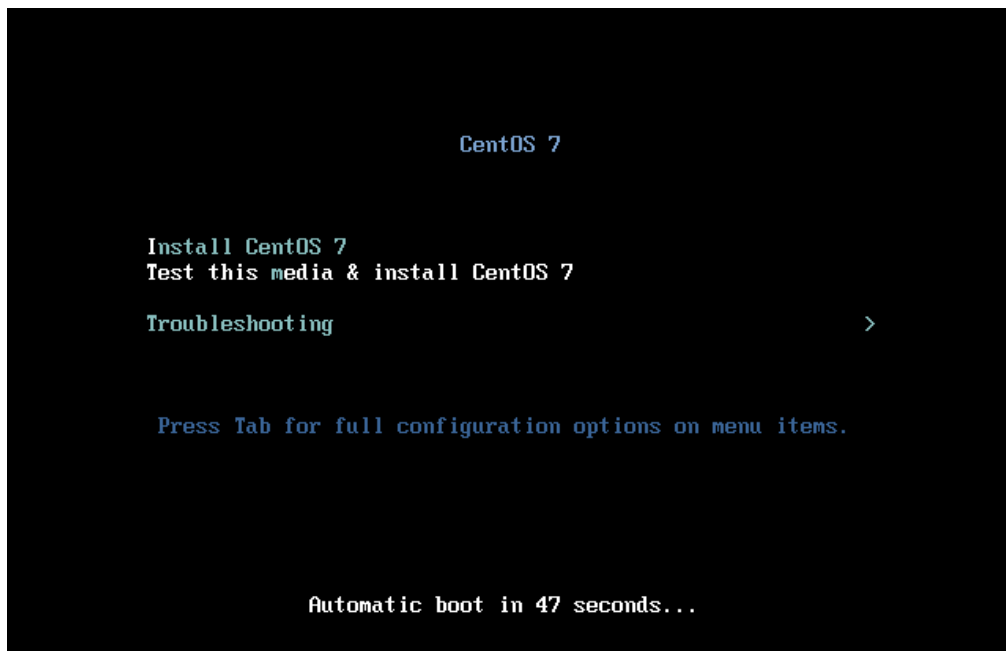 CentOS 7
Install CentOS 7
Test this media & install CentOS 7
Troubleshooting >
Press Tab for full configuration options on menu items.
Automatic boot in 47 seconds...